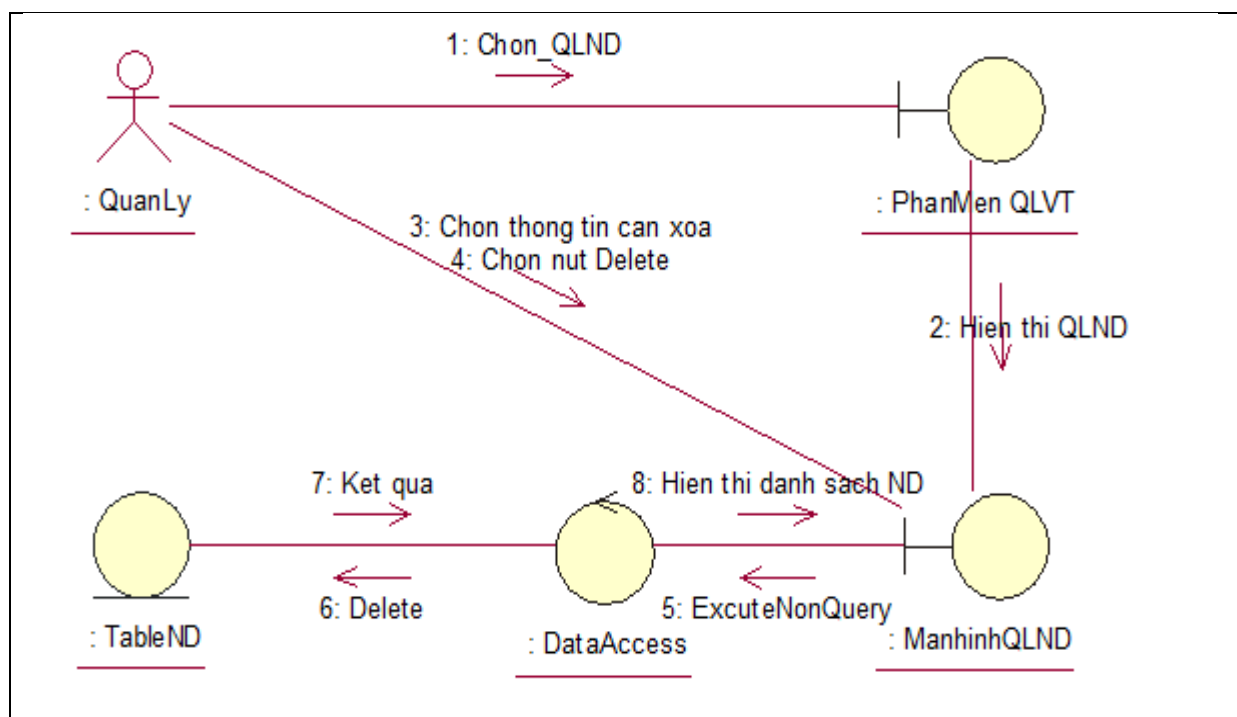 1: Chon_QLND
: QuanLy
: PhanMen QLVT
3: Chon thong tin can xoa
4: Chon nut Delete
2: Hien thi QLND
7: Ket qua
8: Hien thi danh sach ND
6: Delete
5: ExcuteNonQuery
: TableND
: DataAccess
: ManhinhQLND